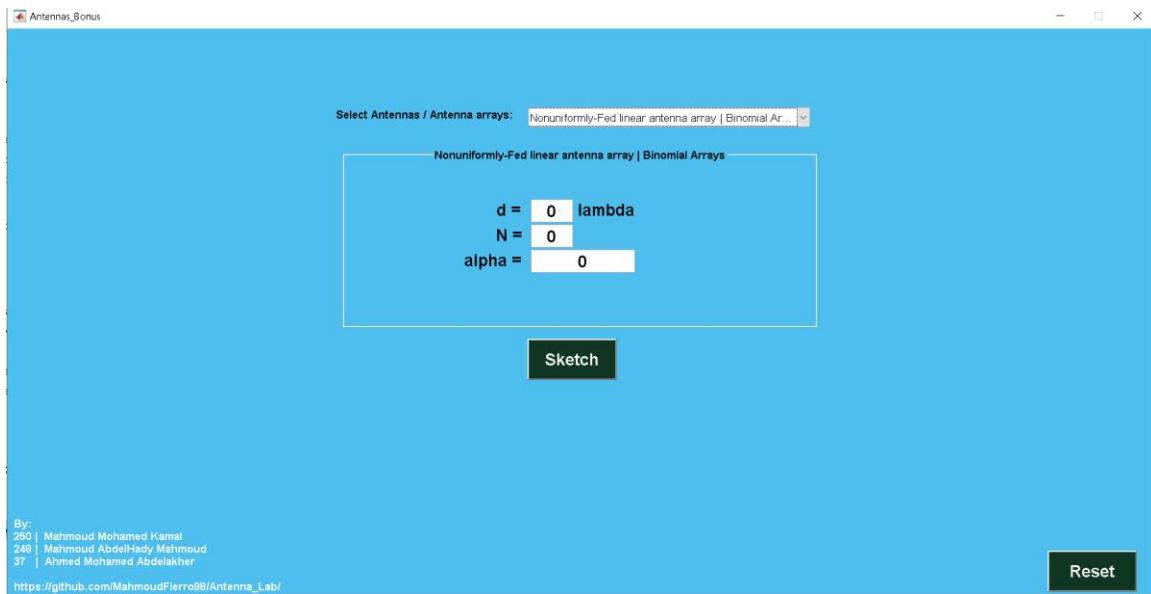 Antennas_Bonus
Select Antennas / Antenna arrays: Nonuniformly-Fed linear antenna array | Binomial Ar...
Nonuniformly-Fed linear antenna array | Binomial Arrays
d = 0 lambda
N = 0
alpha = 0
Sketch
By:
250 | Mahmoud Mohamed Kamal
248 | Mahmoud AbdelHady Mahmoud
37 | Ahmed Mohamed Abdelakher
https://github.com/MahmoudFierro98/Antenna_Lab/
Reset